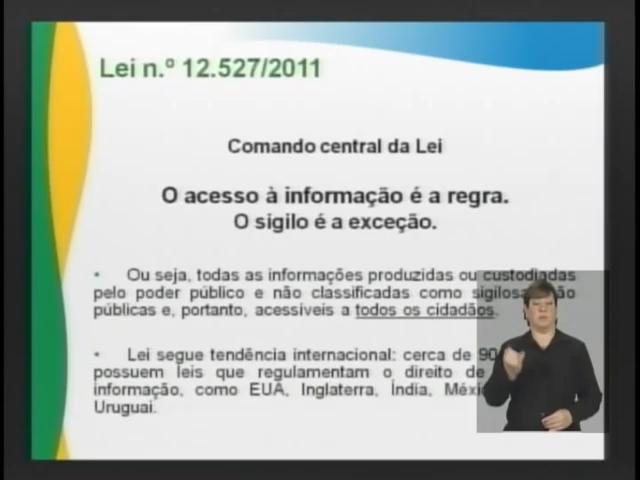 Lei n.º 12.527/2011
Comando central da Lei
O acesso à informação é a regra.
O sigilo é a exceção.
• Ou seja, todas as informações produzidas ou custodiadas
pelo poder público e não classificadas como sigilosas
públicas e, portanto, acessíveis a todos os cidadãos.
• Lei segue tendência internacional: cerca de 90
possuem leis que regulamentam o direito de
informação, como EUA, Inglaterra, Índia,
Uruguai.